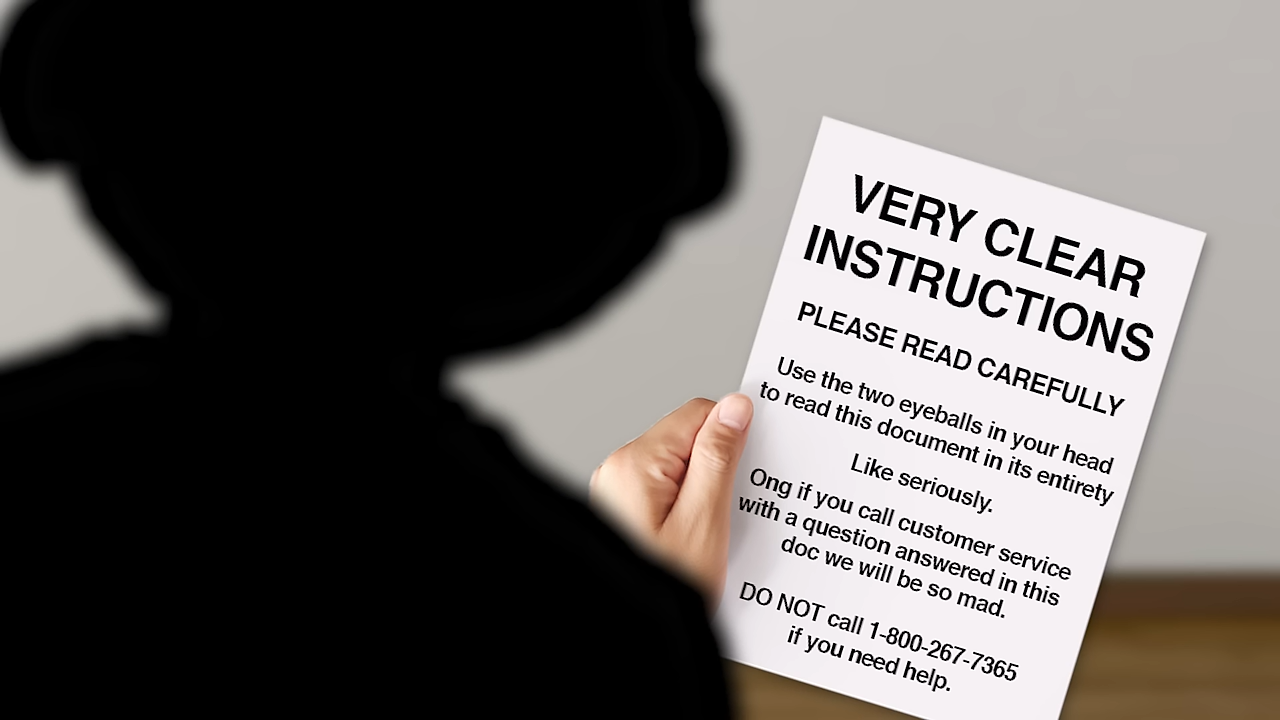 VERY CLEAR
INSTRUCTIONS
PLEASE READ CAREFULLY
Use the two eyeballs in your head
to read this document in its entirety
Like seriously.
Ong if you call customer service
with a question answered in this
doc we will be so mad.
DO NOT call 1-800-267-7365
if you need help.